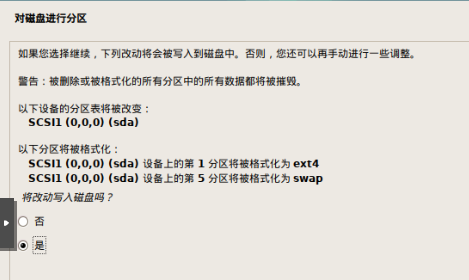 对磁盘进行分区
如果您选择继续，下列改动将会被写入到磁盘中。否则，您还可以再手动进行一些调整。
警告：被删除或被格式化的所有分区中的所有数据都将被摧毁。
以下设备的分区表将被改变：
SCSI1 (0,0,0) (sda)
以下分区将被格式化：
SCSI1 (0,0,0) (sda) 设备上的第 1 分区将被格式化为 ext4
SCSI1 (0,0,0) (sda) 设备上的第 5 分区将被格式化为 swap
将改动写入磁盘吗？
否
是